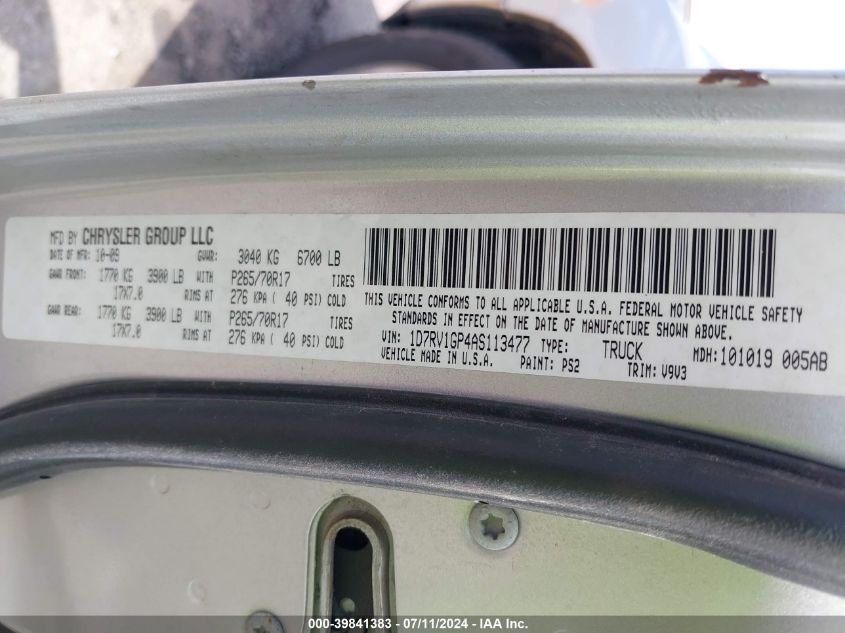 MFD BY CHRYSLER GROUP LLC
DATE OF MFR: 10-09 GVWR: 3040 KG 6700 LB
GAWR FRONT: 1770 KG 3900 LB WITH P265/70R17 TIRES
17X7.0 RIMS AT 276 KPA ( 40 PSI) COLD
GAWR REAR: 1770 KG 3900 LB WITH P265/70R17 TIRES
17X7.0 RIMS AT 276 KPA ( 40 PSI) COLD
THIS VEHICLE CONFORMS TO ALL APPLICABLE U.S.A. FEDERAL MOTOR VEHICLE SAFETY
STANDARDS IN EFFECT ON THE DATE OF MANUFACTURE SHOWN ABOVE.
VIN: 1D7RV1GP4AS113477 TYPE: TRUCK MDH:101019 005AB
VEHICLE MADE IN U.S.A. PAINT: PS2 TRIM: V9V3
000-39841383 - 07/11/2024 - IAA Inc.